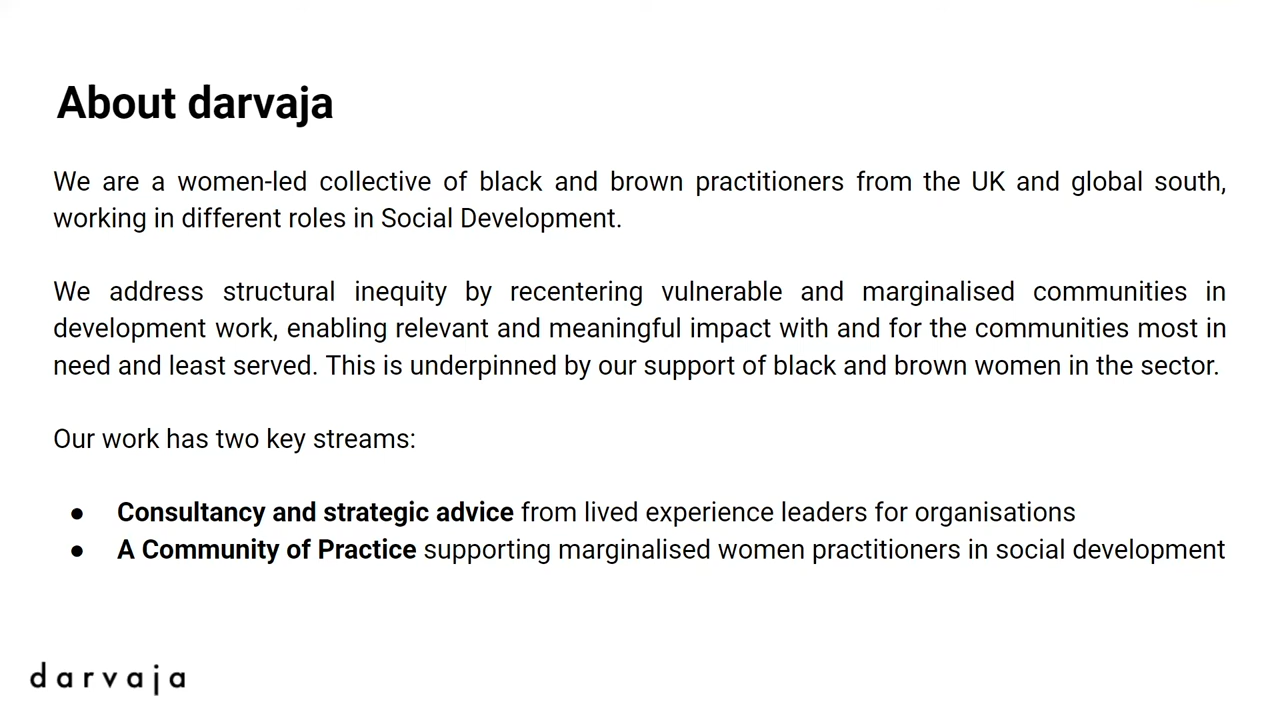 About darvaja
We are a women-led collective of black and brown practitioners from the UK and global south,
working in different roles in Social Development.
We address structural inequity by recentering vulnerable and marginalised communities in
development work, enabling relevant and meaningful impact with and for the communities most in
need and least served. This is underpinned by our support of black and brown women in the sector.
Our work has two key streams:
● Consultancy and strategic advice from lived experience leaders for organisations
● A Community of Practice supporting marginalised women practitioners in social development
darvaja